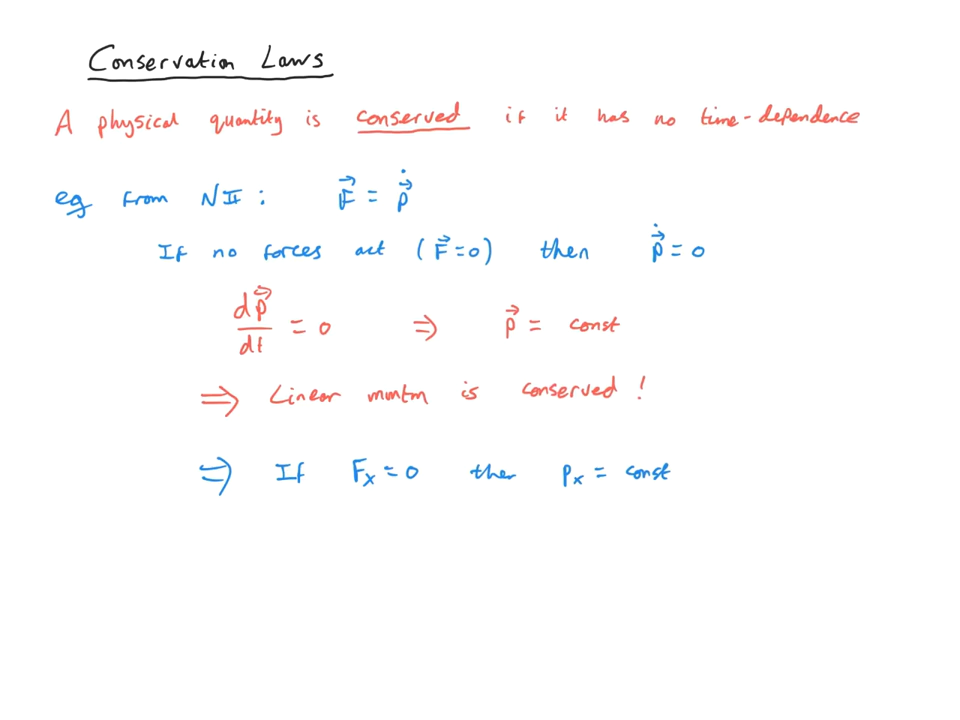 Conservation Laws
A physical quantity is conserved if it has no time-dependence
eg from NII: F⃗ = ṗ⃗
If no forces act (F⃗=0) then ṗ⃗ = 0
dp⃗/dt = 0 ⇒ p⃗ = const
⇒ Linear mmtm is conserved!
⇒ If Fₓ = 0 then pₓ = const